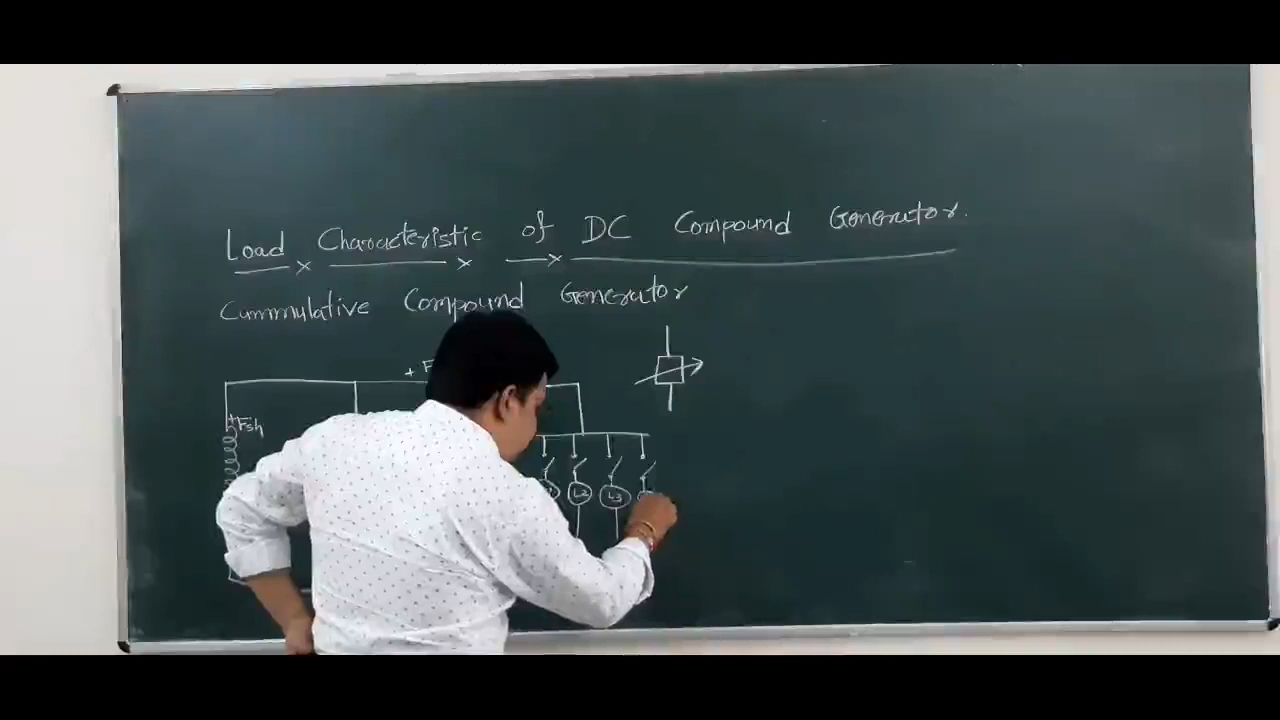 Load Characteristic of DC Compound Generator.
Cummulative Compound Generator
+ F
+ Fsh
L2 L3